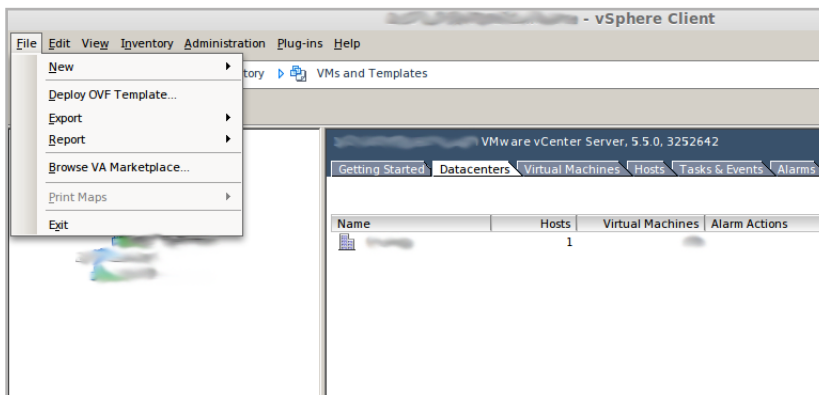 - vSphere Client
File Edit View Inventory Administration Plug-ins Help
New
tory VMs and Templates
Deploy OVF Template...
Export
Report
Browse VA Marketplace...
Print Maps
Exit
VMware vCenter Server, 5.5.0, 3252642
Getting Started Datacenters Virtual Machines Hosts Tasks & Events Alarms
Name Hosts Virtual Machines Alarm Actions
1